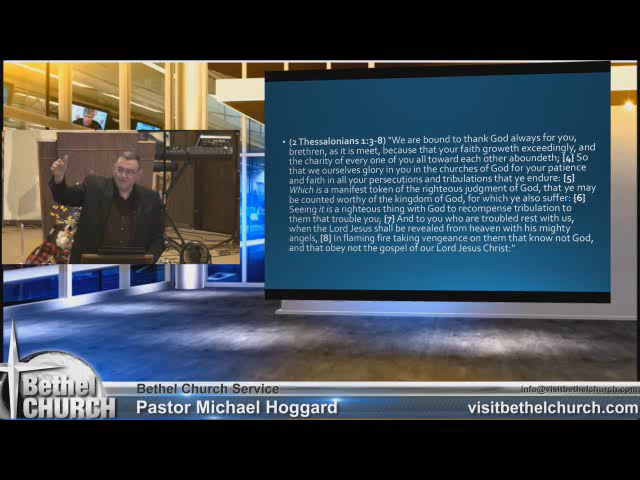 • (2 Thessalonians 1:3-8) "We are bound to thank God always for you,
brethren, as it is meet, because that your faith groweth exceedingly, and
the charity of every one of you all toward each other aboundeth; {4} So
that we ourselves glory in you in the churches of God for your patience
and faith in all your persecutions and tribulations that ye endure: {5}
Which is a manifest token of the righteous judgment of God, that ye may
be counted worthy of the kingdom of God, for which ye also suffer: {6}
Seeing it is a righteous thing with God to recompense tribulation to
them that trouble you; {7} And to you who are troubled rest with us,
when the Lord Jesus shall be revealed from heaven with his mighty
angels, {8} In flaming fire taking vengeance on them that know not God,
and that obey not the gospel of our Lord Jesus Christ:"
Bethel
CHURCH
Bethel Church Service
info@visitbethelchurch.com
Pastor Michael Hoggard
visitbethelchurch.com